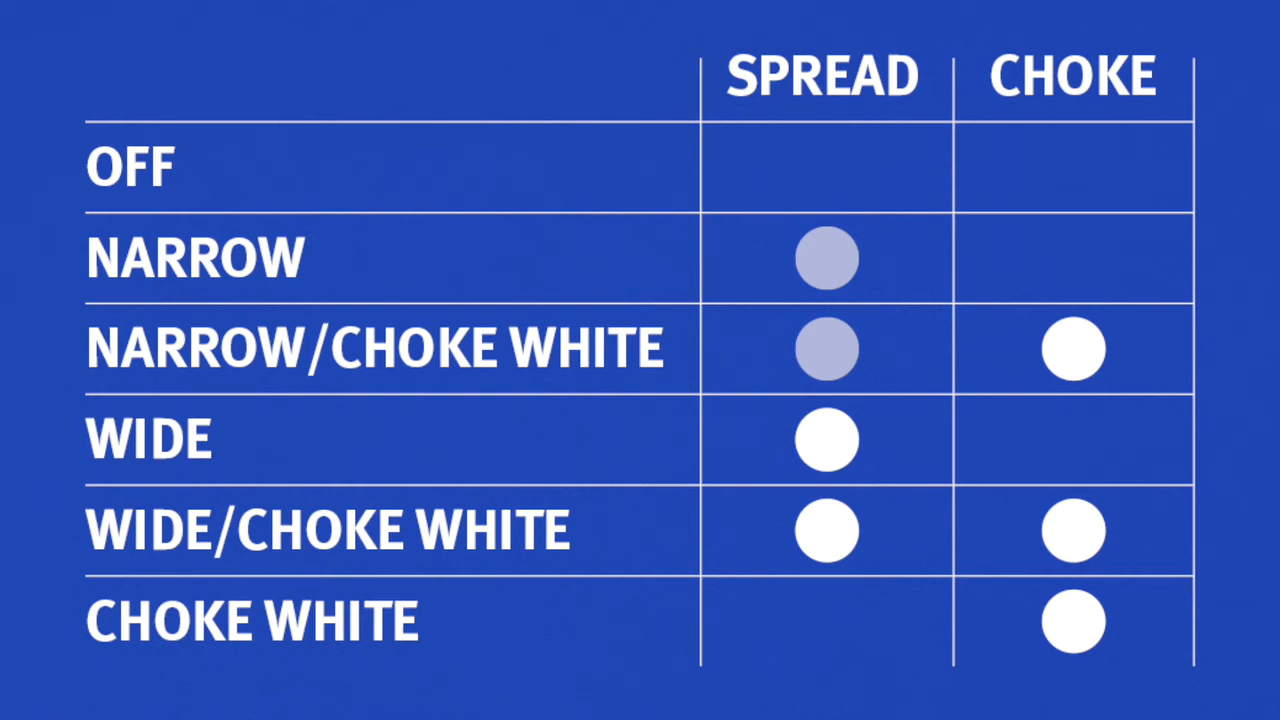 SPREAD CHOKE
OFF
NARROW
NARROW/CHOKE WHITE
WIDE
WIDE/CHOKE WHITE
CHOKE WHITE